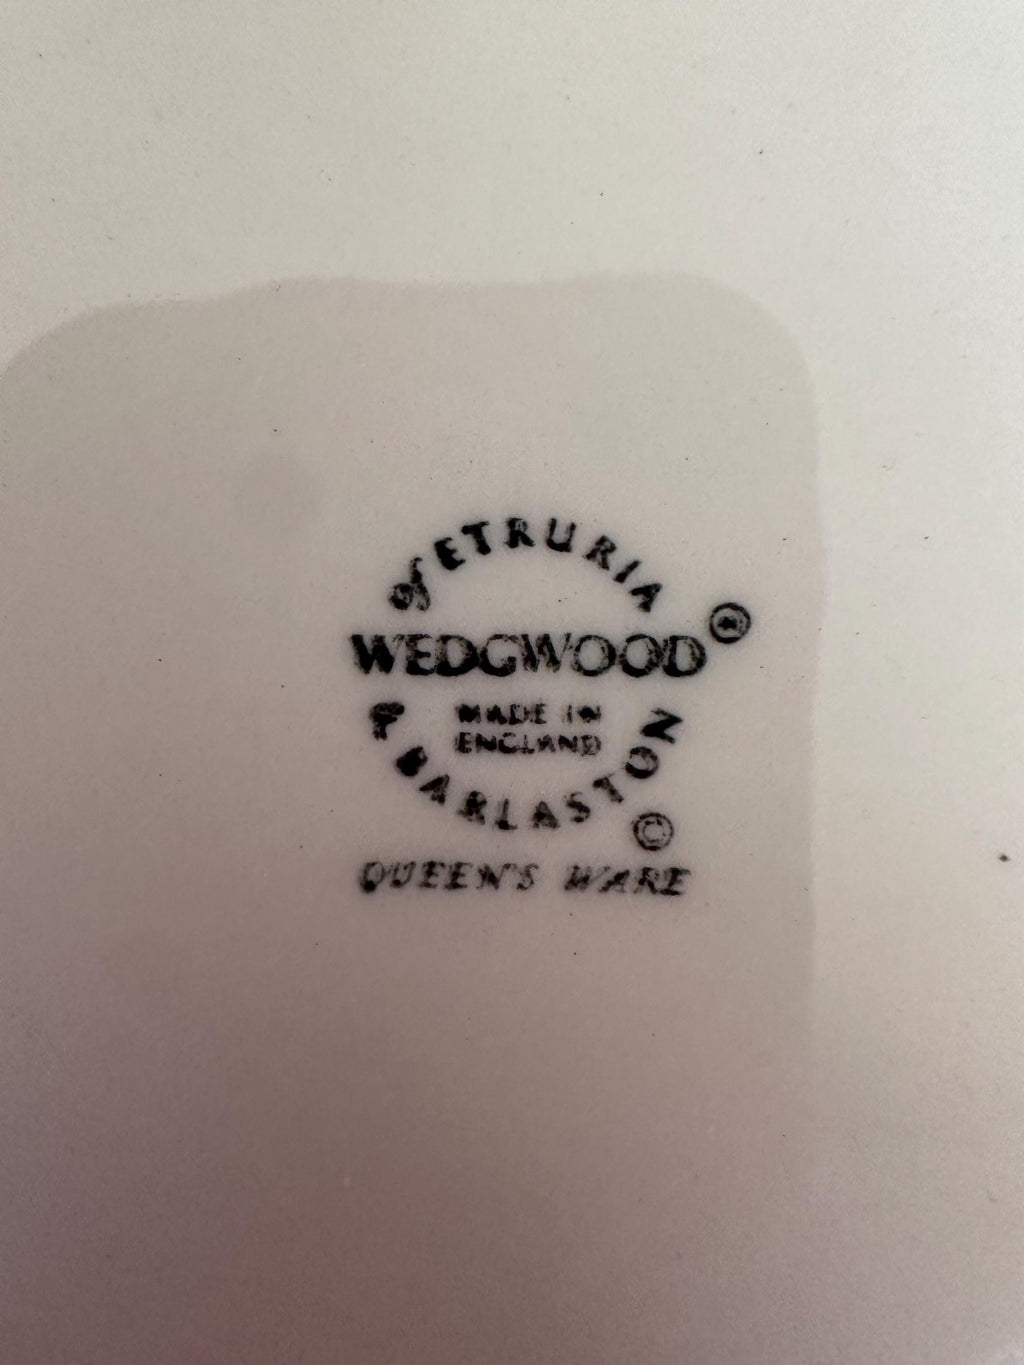 of ETRURIA
WEDGWOOD ®
MADE IN
ENGLAND
& BARLASTON
©
QUEEN'S WARE